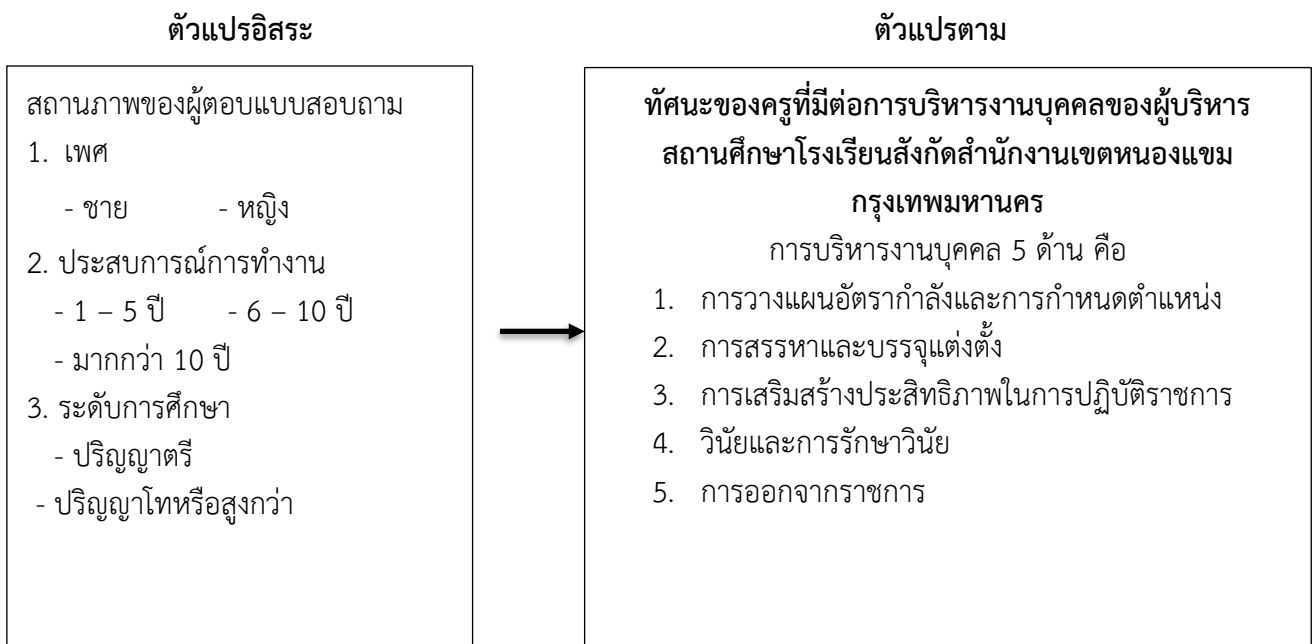 ตัวแปรอิสระ
สถานภาพของผู้ตอบแบบสอบถาม
1. เพศ
- ชาย - หญิง
2. ประสบการณ์การทำงาน
- 1 – 5 ปี - 6 – 10 ปี
- มากกว่า 10 ปี
3. ระดับการศึกษา
- ปริญญาตรี
- ปริญญาโทหรือสูงกว่า
ตัวแปรตาม
ทัศนะของครูที่มีต่อการบริหารงานบุคคลของผู้บริหาร
สถานศึกษาโรงเรียนสังกัดสำนักงานเขตหนองแขม
กรุงเทพมหานคร
การบริหารงานบุคคล 5 ด้าน คือ
1. การวางแผนอัตรากำลังและการกำหนดตำแหน่ง
2. การสรรหาและบรรจุแต่งตั้ง
3. การเสริมสร้างประสิทธิภาพในการปฏิบัติราชการ
4. วินัยและการรักษาวินัย
5. การออกจากราชการ